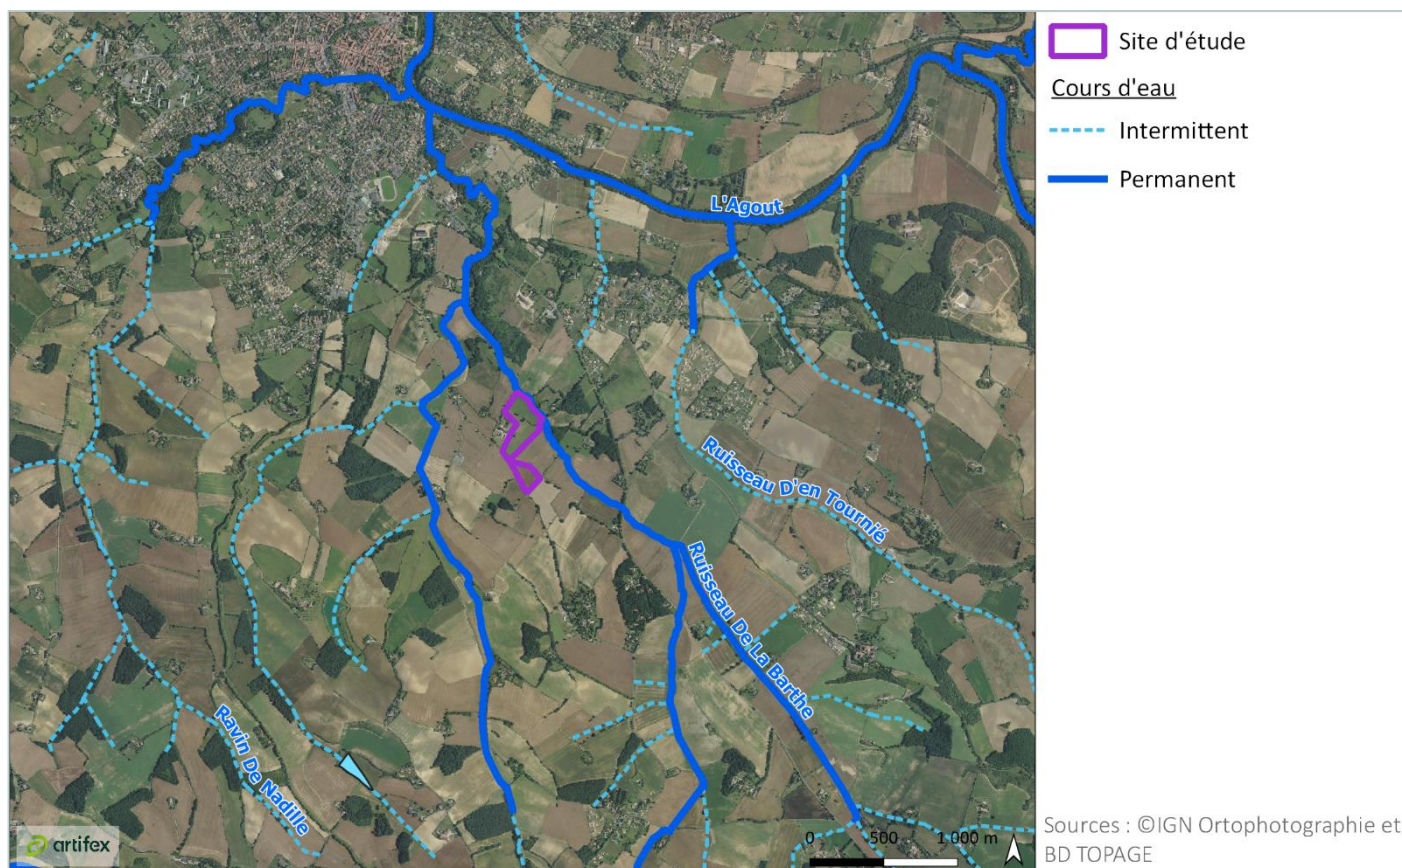 Site d'étude
Cours d'eau
Intermittent
Permanent
L'Agout
Ruisseau D'en Tournié
Ruisseau De La Barthe
Ravin De Nadille
artifex
0 500 1 000 m
Sources : ©IGN Ortophotographie et
BD TOPAGE